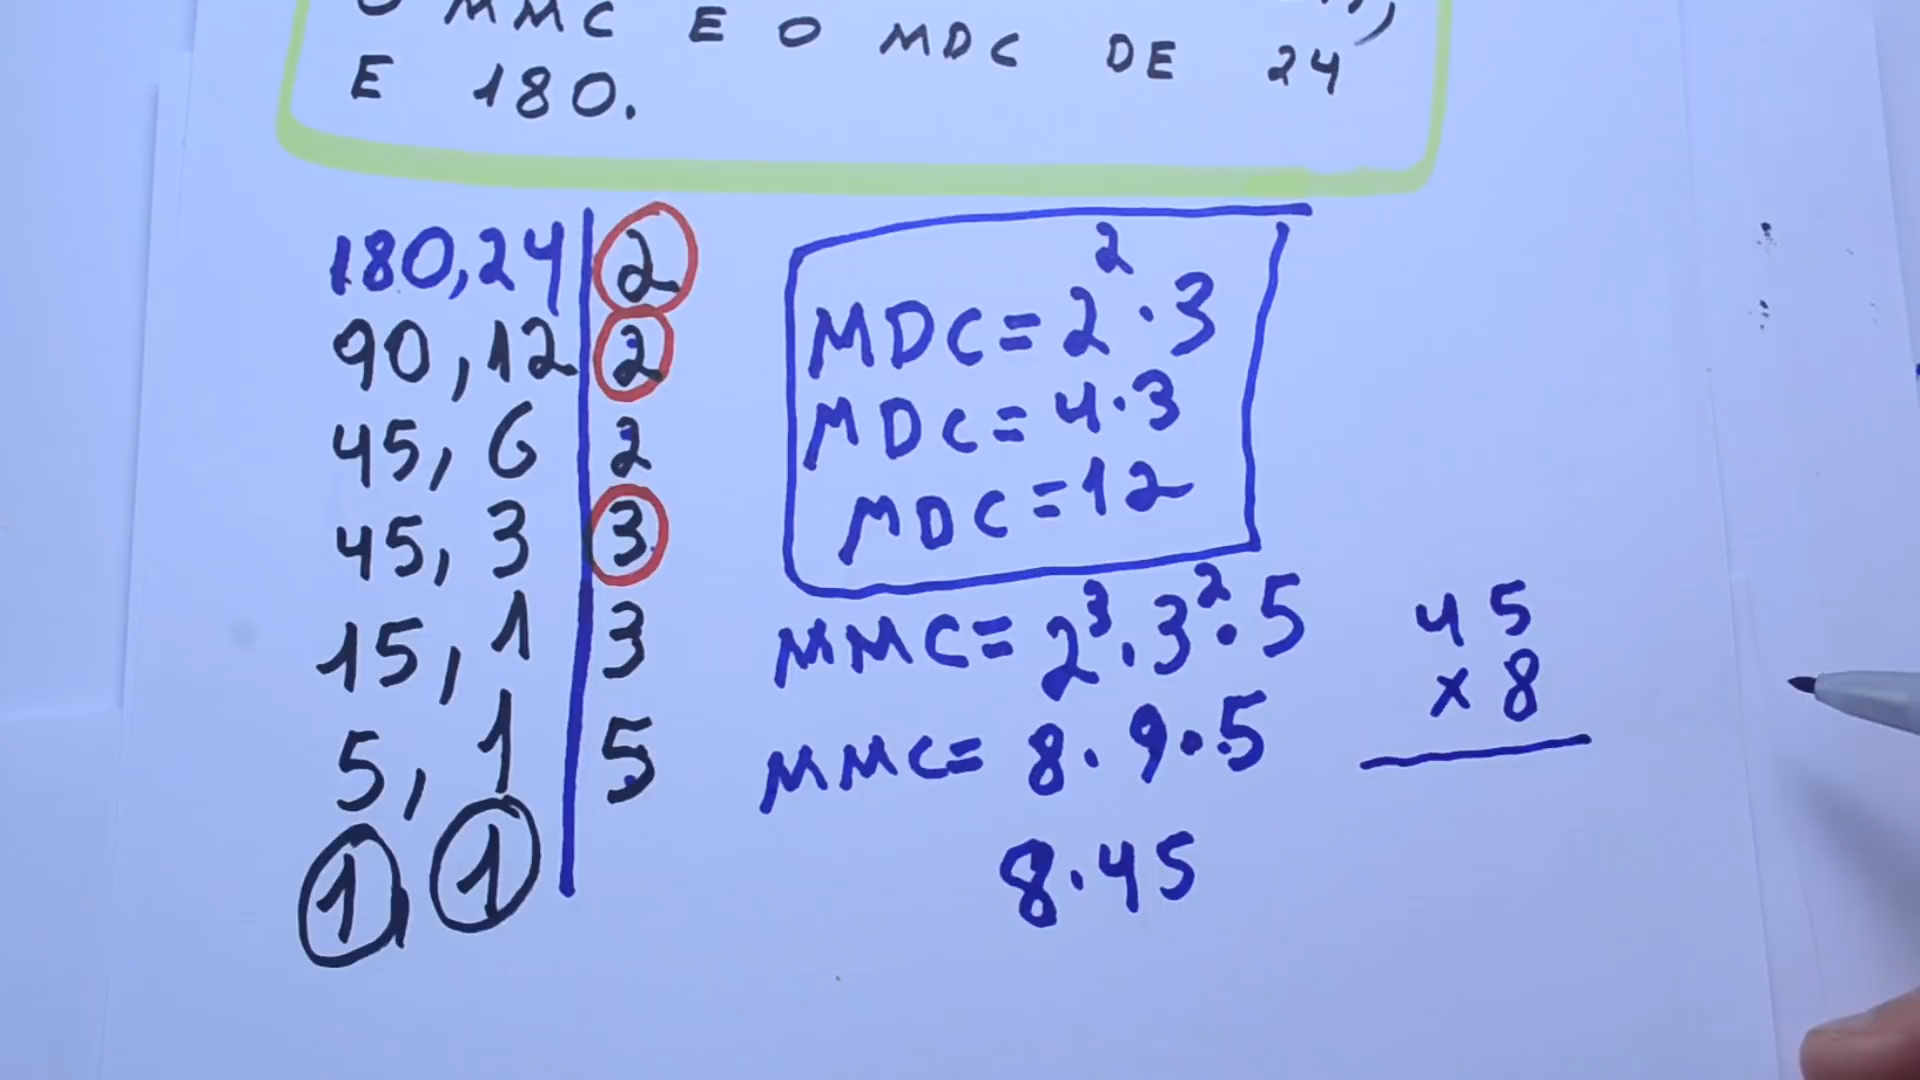 O MMC E O MDC DE 24
E 180.
180,24 2
90,12 2
45,6 2
45,3 3
15,1 3
5,1 5
1,1
MDC=2²·3
MDC=4·3
MDC=12
MMC=2³·3²·5
MMC=8·9·5
8·45
45
x 8